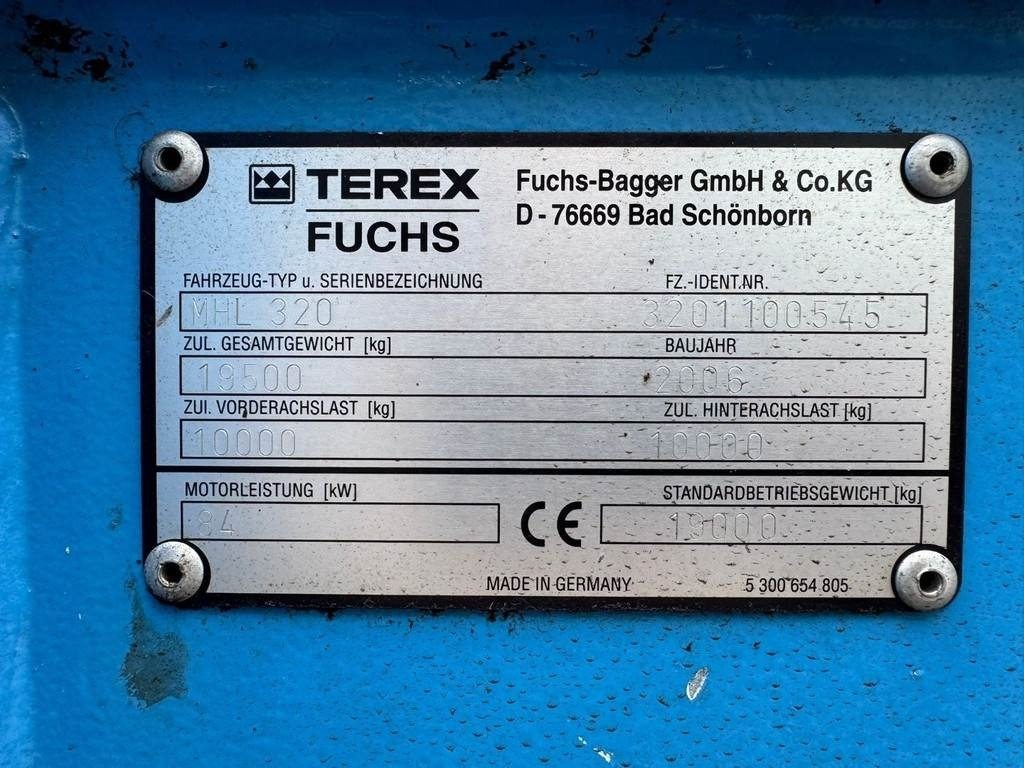 TEREX
FUCHS
Fuchs-Bagger GmbH & Co.KG
D - 76669 Bad Schönborn
FAHRZEUG-TYP u. SERIENBEZEICHNUNG FZ.-IDENT.NR.
MHL 320 3201100545
ZUL. GESAMTGEWICHT [kg] BAUJAHR
19500 2006
ZUl. VORDERACHSLAST [kg] ZUL. HINTERACHSLAST [kg]
10000 10000
MOTORLEISTUNG [kW] STANDARDBETRIEBSGEWICHT [kg]
84 CE 19000
MADE IN GERMANY 5 300 654 805